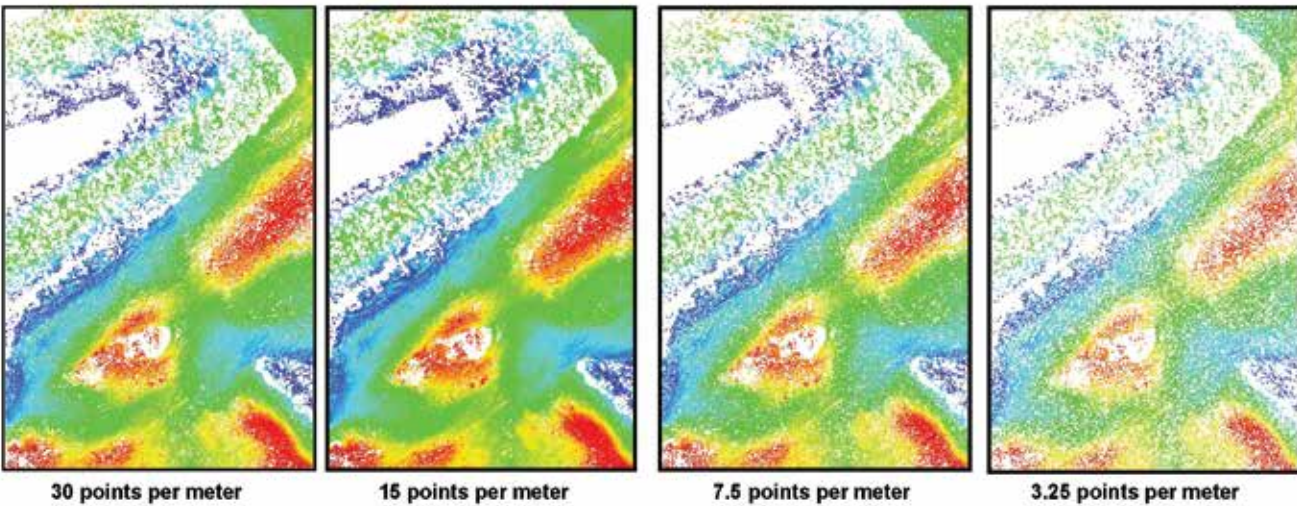 30 points per meter
15 points per meter
7.5 points per meter
3.25 points per meter